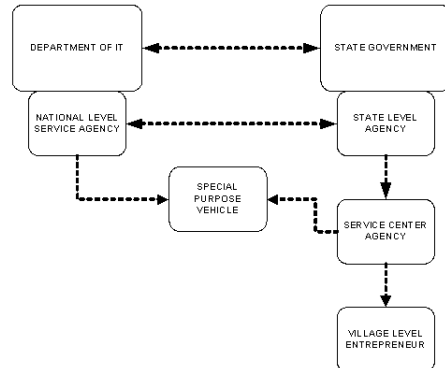 DEPARTMENT OF IT
STATE GOVERNMENT
NATIONAL LEVEL
SERVICE AGENCY
STATE LEVEL
AGENCY
SPECIAL
PURPOSE
VEHICLE
SERVICE CENTER
AGENCY
VILLAGE LEVEL
ENTREPRENEUR